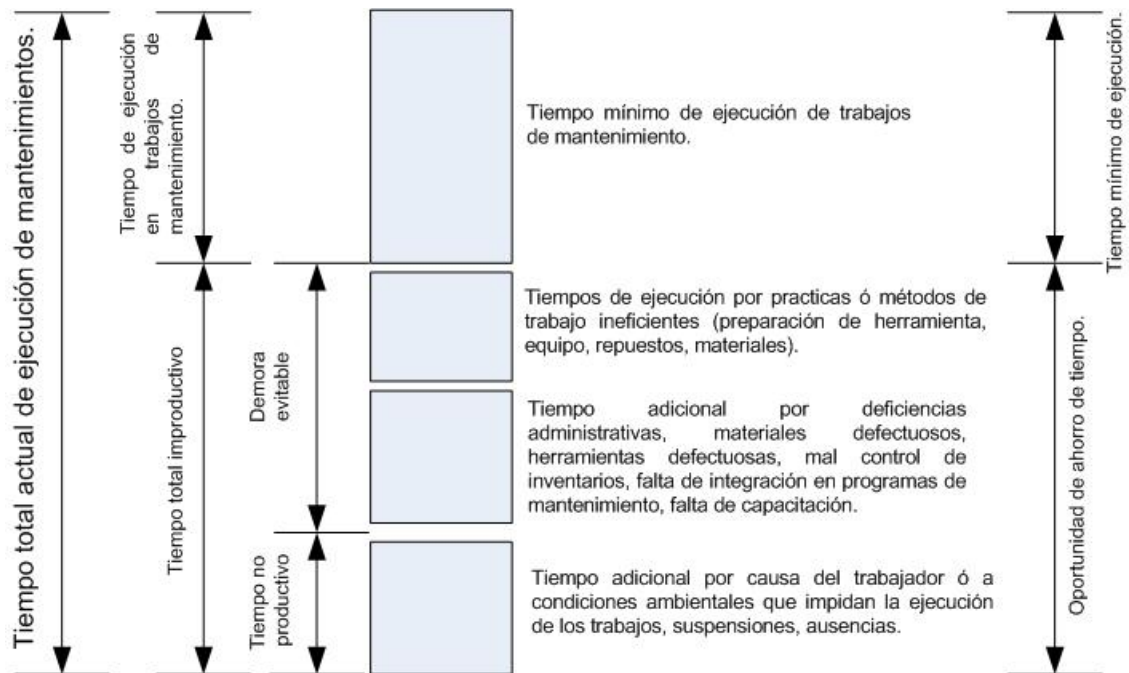 Tiempo total actual de ejecución de mantenimientos.
Tiempo de ejecución
en trabajos de
mantenimiento.
Tiempo total improductivo
Demora
evitable
Tiempo no
productivo
Tiempo mínimo de ejecución de trabajos
de mantenimiento.
Tiempos de ejecución por practicas ó métodos de
trabajo ineficientes (preparación de herramienta,
equipo, repuestos, materiales).
Tiempo adicional por deficiencias
administrativas, materiales defectuosos,
herramientas defectuosas, mal control de
inventarios, falta de integración en programas de
mantenimiento, falta de capacitación.
Tiempo adicional por causa del trabajador ó a
condiciones ambientales que impidan la ejecución
de los trabajos, suspensiones, ausencias.
Tiempo mínimo de ejecución.
Oportunidad de ahorro de tiempo.